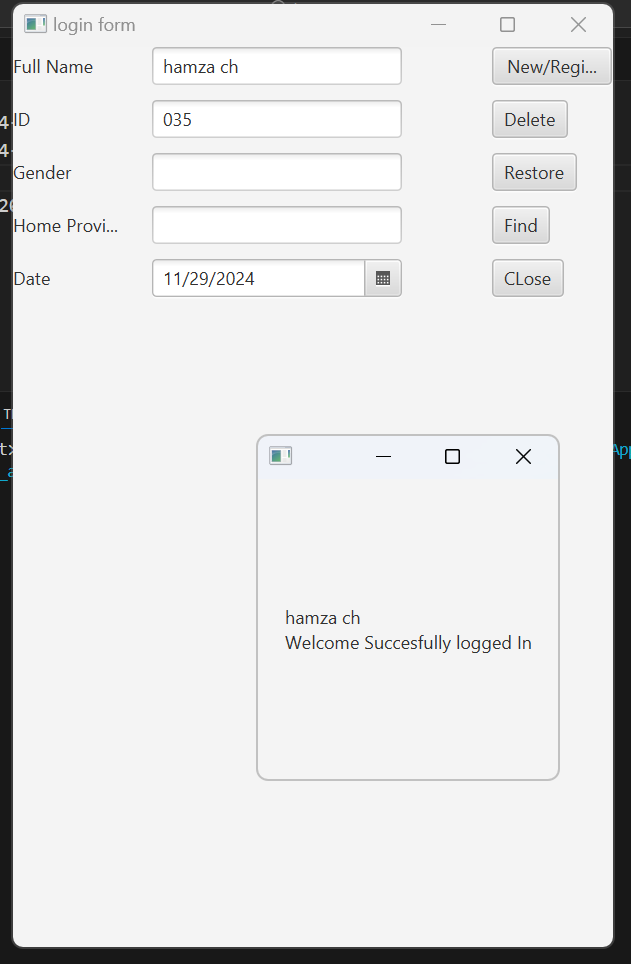 login form
Full Name hamza ch New/Regi...
ID 035 Delete
Gender Restore
Home Provi... Find
Date 11/29/2024 CLose
hamza ch
Welcome Succesfully logged In